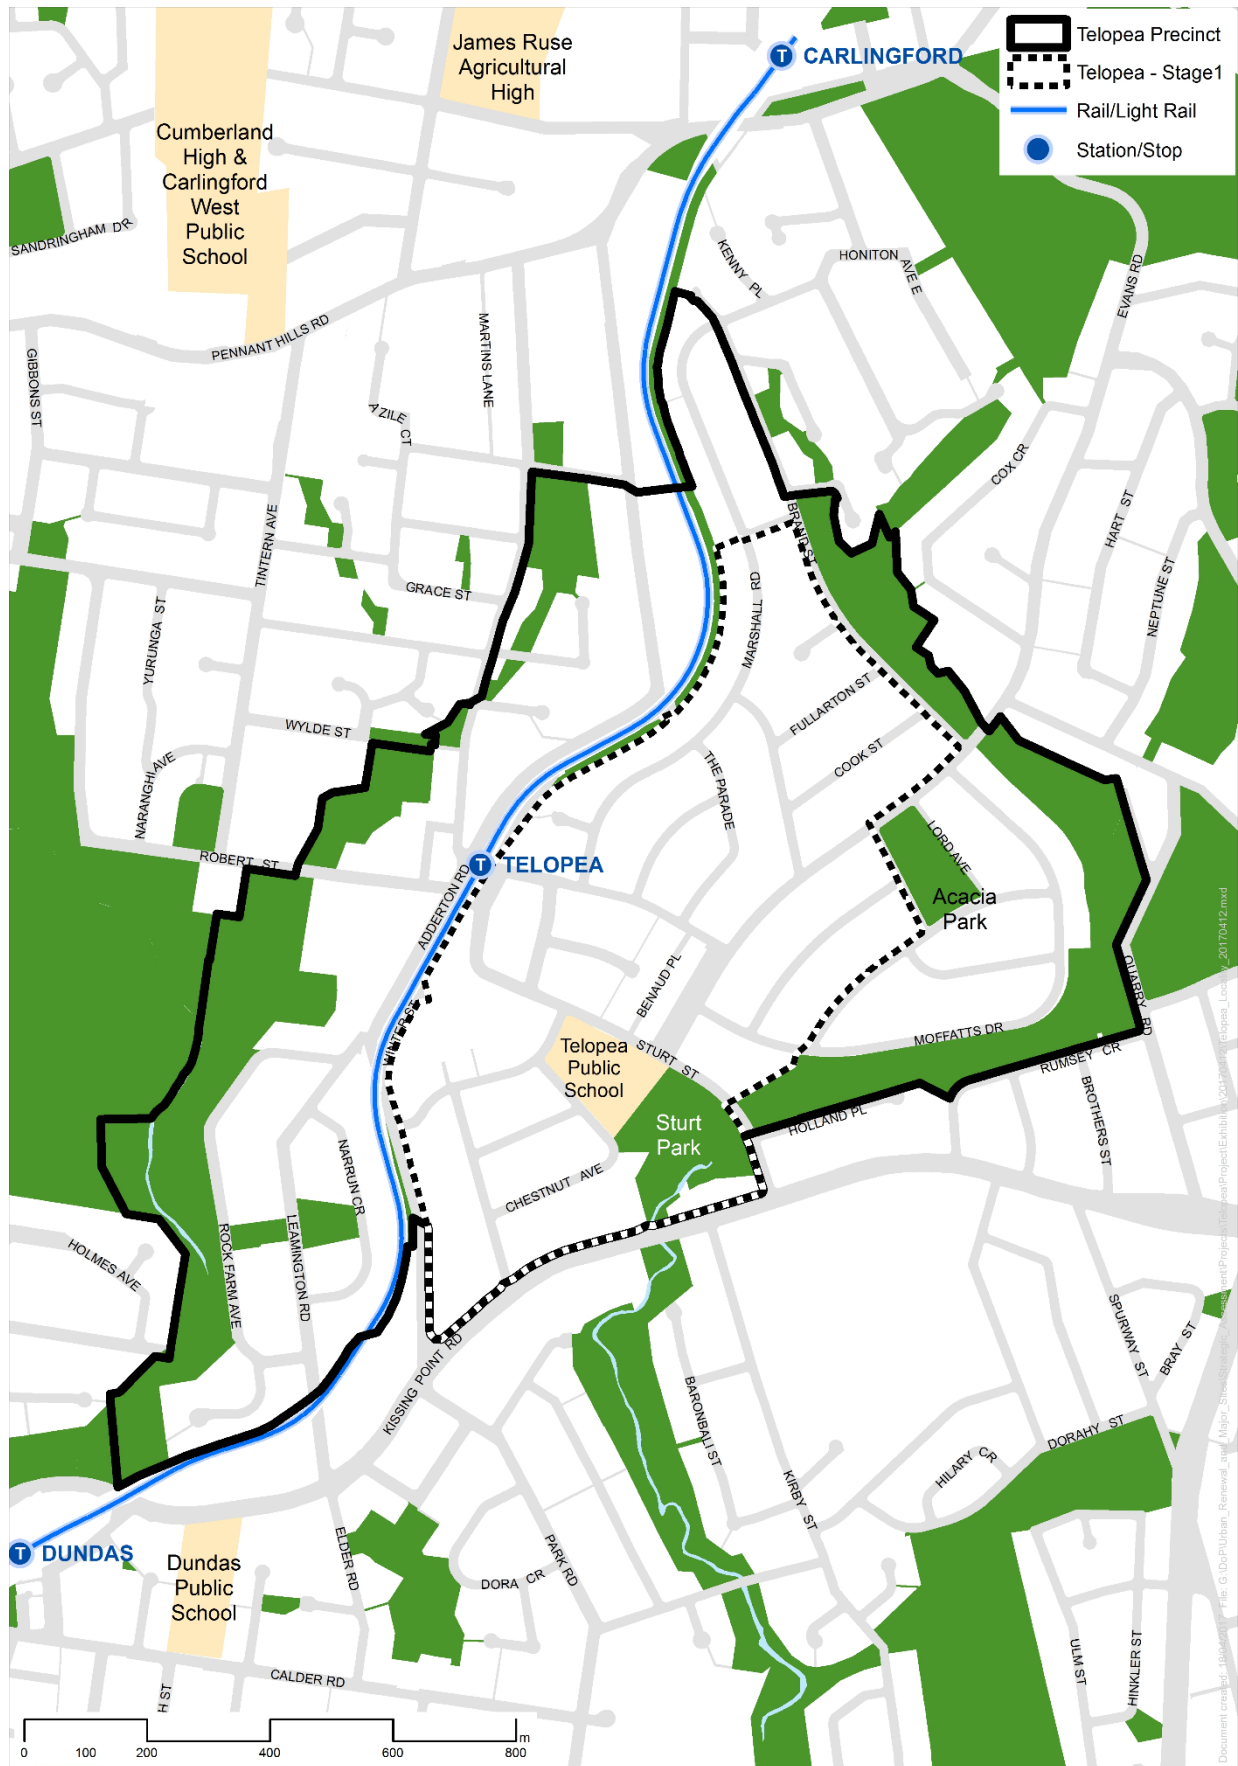 James Ruse
Agricultural
High
T CARLINGFORD
Telopea Precinct
Telopea - Stage1
Rail/Light Rail
Station/Stop
Cumberland
High &
Carlingford
West
Public
School
SANDRINGHAM DR
KENNY PL
HONITON
AVE E
EVANS RD
PENNANT HILLS RD
MARTINS LANE
GIBBONS ST
AZILE
CT
COX CR
HART ST
BRAND ST
TINTERN AVE
NEPTUNE ST
GRACE ST
MARSHALL RD
YURUNGA ST
FULLARTON ST
WYLDE ST
COOK ST
THE PARADE
NARANGHI AVE
LORD AVE
ROBERT ST
T TELOPEA
ADDERTON RD
Acacia
Park
BENAUD PL
QUARRY RD
WINTER ST
MOFFATTS DR
Telopea
Public
School
STURT ST
RUMSEY CR
BROTHERS ST
HOLLAND PL
Sturt
Park
NARRUN CR
CHESTNUT AVE
HOLMES AVE
ROCK FARM AVE
LEAMINGTON RD
KISSING POINT RD
SPURWAY ST
BRAY ST
BARONBALI ST
DORAHY ST
HILARY CR
KIRBY ST
T DUNDAS
Dundas
Public
School
ELDER RD
PARK RD
DORA CR
CALDER RD
H ST
ULM ST
HINKLER ST
m
0 100 200 400 600 800